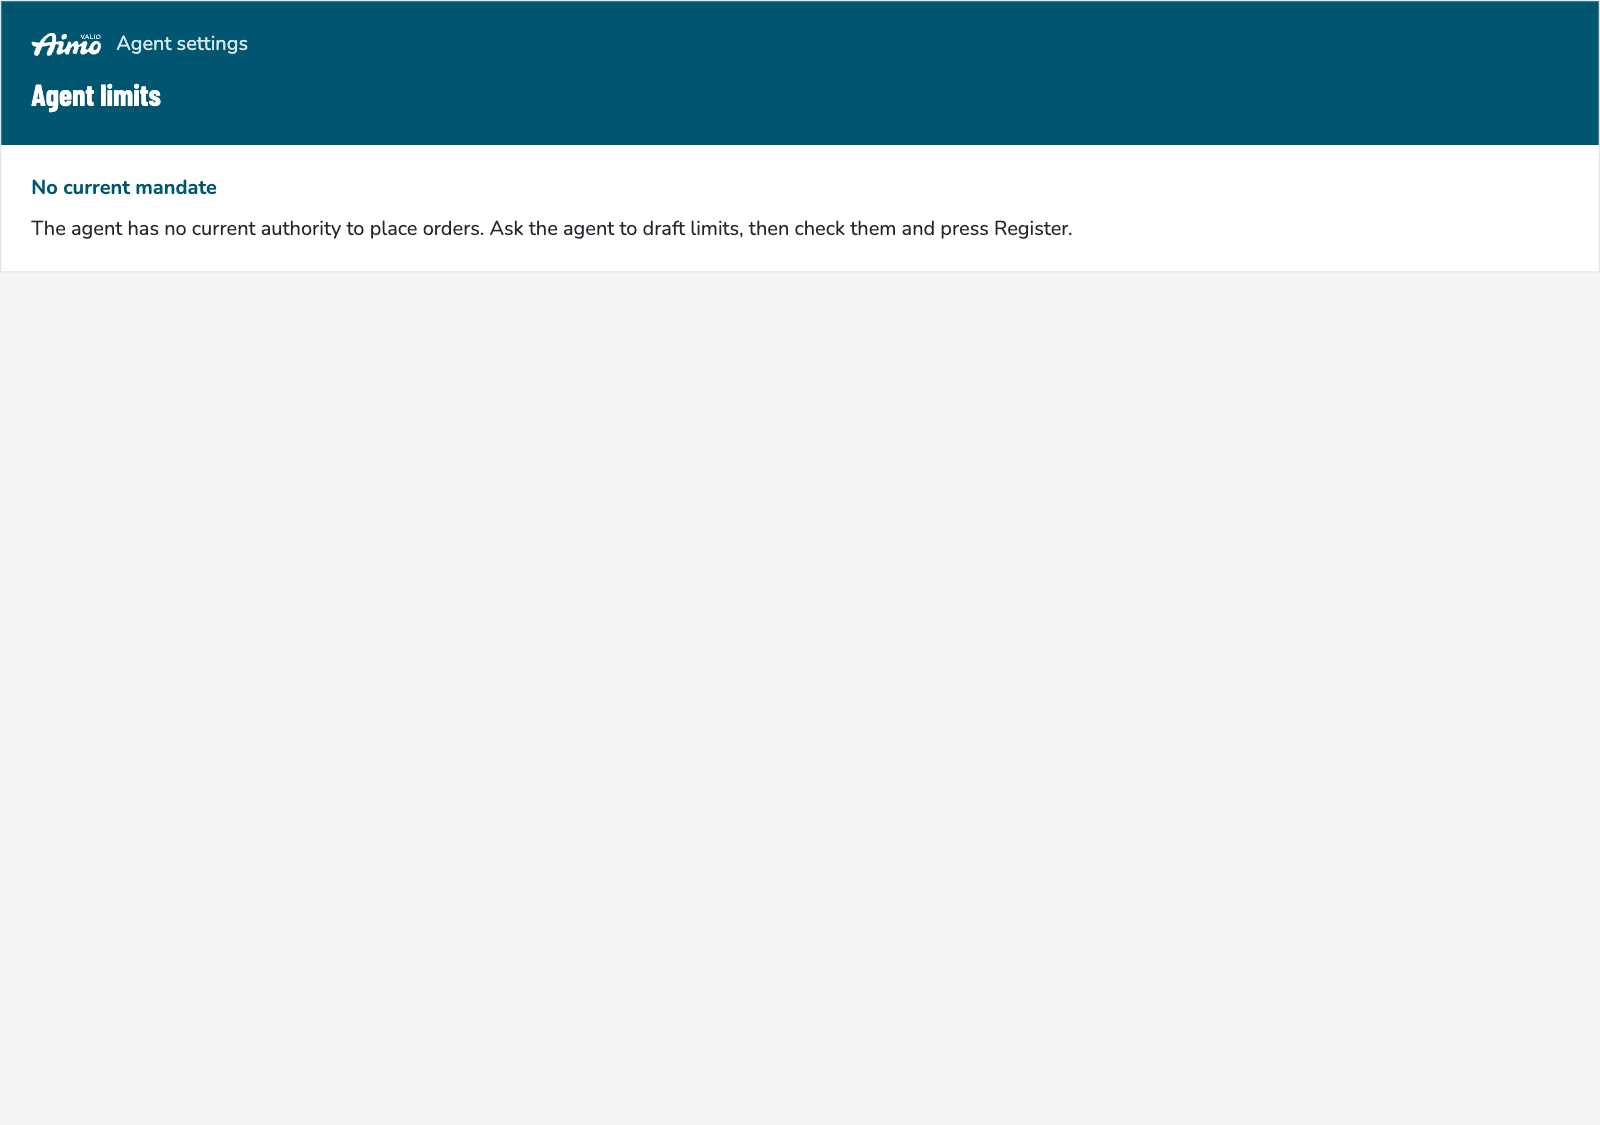 Aimo VALIO Agent settings
Agent limits
No current mandate
The agent has no current authority to place orders. Ask the agent to draft limits, then check them and press Register.